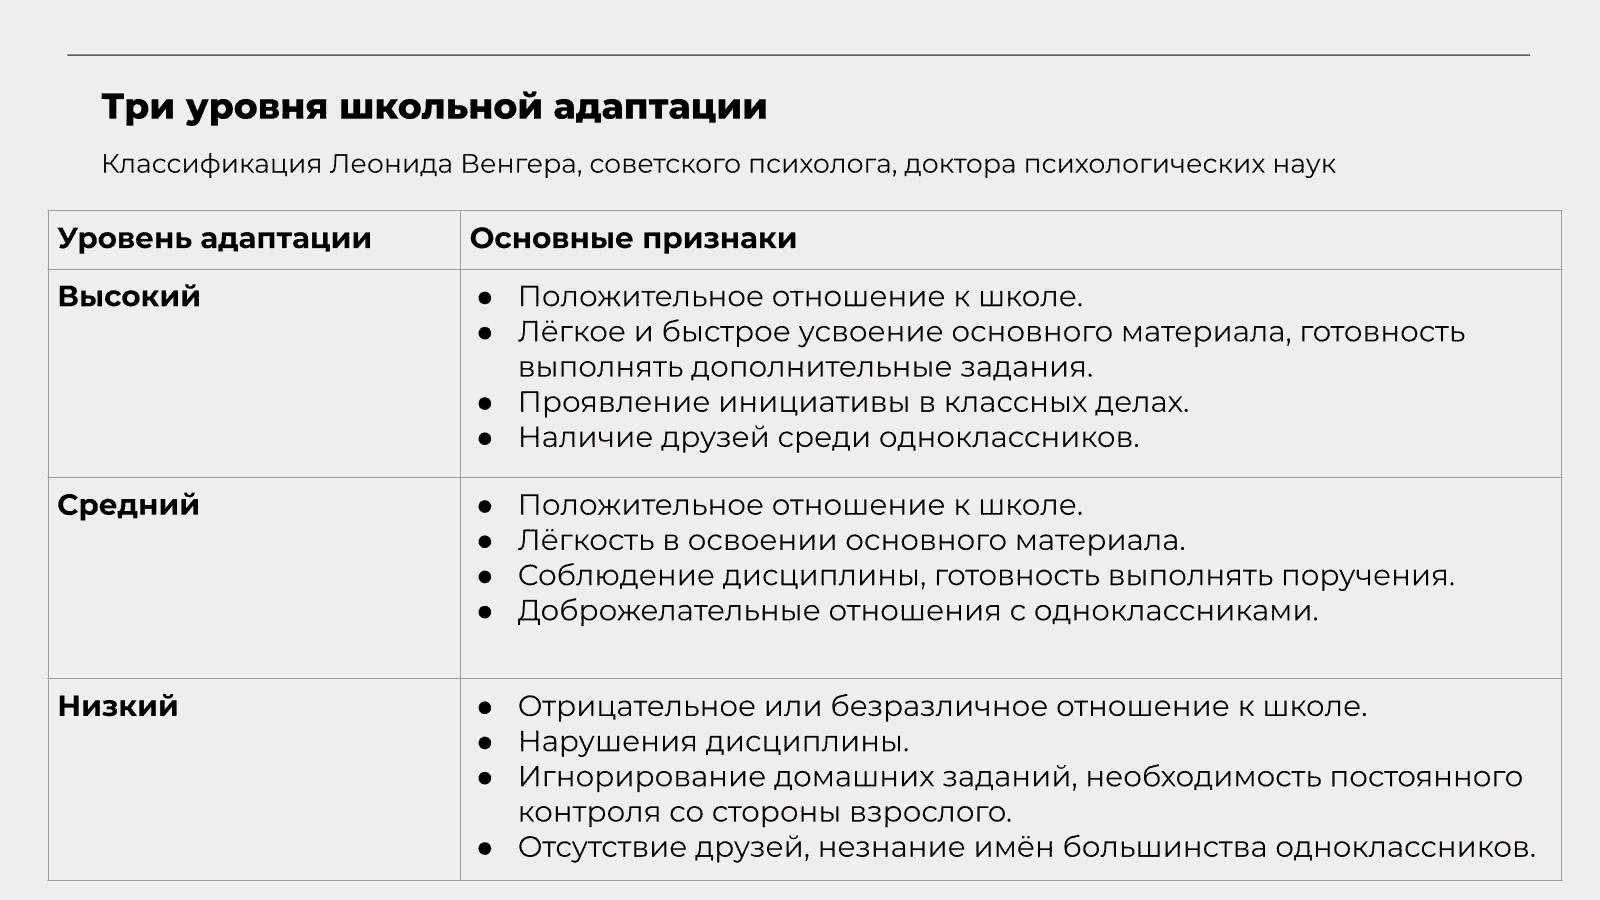 Три уровня школьной адаптации
Классификация Леонида Венгера, советского психолога, доктора психологических наук
Уровень адаптации
Основные признаки
Высокий
● Положительное отношение к школе.
● Лёгкое и быстрое усвоение основного материала, готовность
выполнять дополнительные задания.
● Проявление инициативы в классных делах.
● Наличие друзей среди одноклассников.
Средний
● Положительное отношение к школе.
● Лёгкость в освоении основного материала.
● Соблюдение дисциплины, готовность выполнять поручения.
● Доброжелательные отношения с одноклассниками.
Низкий
● Отрицательное или безразличное отношение к школе.
● Нарушения дисциплины.
● Игнорирование домашних заданий, необходимость постоянного
контроля со стороны взрослого.
● Отсутствие друзей, незнание имён большинства одноклассников.